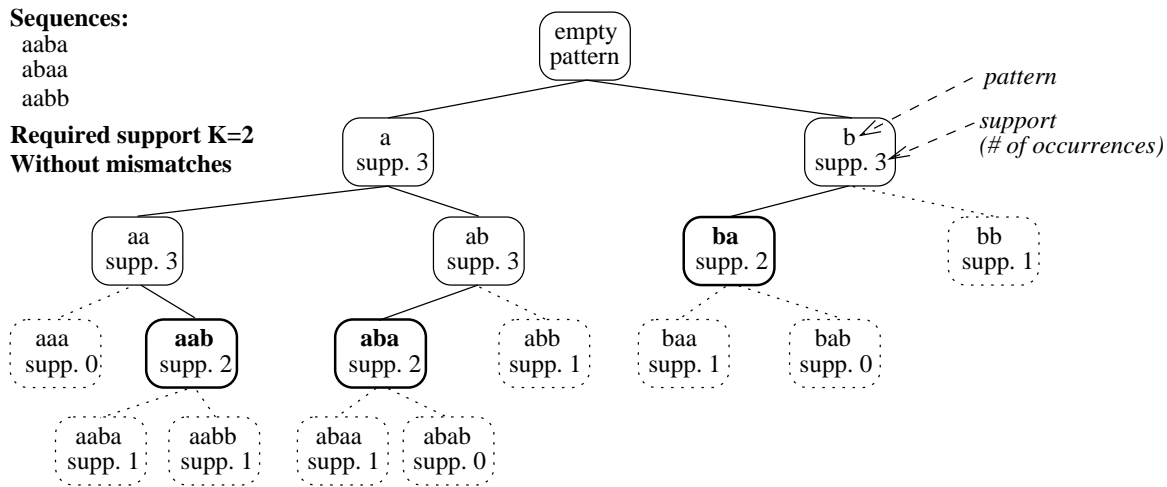 Sequences:
aaba
abaa
aabb
Required support K=2
Without mismatches
empty
pattern
pattern
support
(# of occurrences)
a
supp. 3
b
supp. 3
aa
supp. 3
ab
supp. 3
ba
supp. 2
bb
supp. 1
aaa
supp. 0
aab
supp. 2
aba
supp. 2
abb
supp. 1
baa
supp. 1
bab
supp. 0
aaba
supp. 1
aabb
supp. 1
abaa
supp. 1
abab
supp. 0